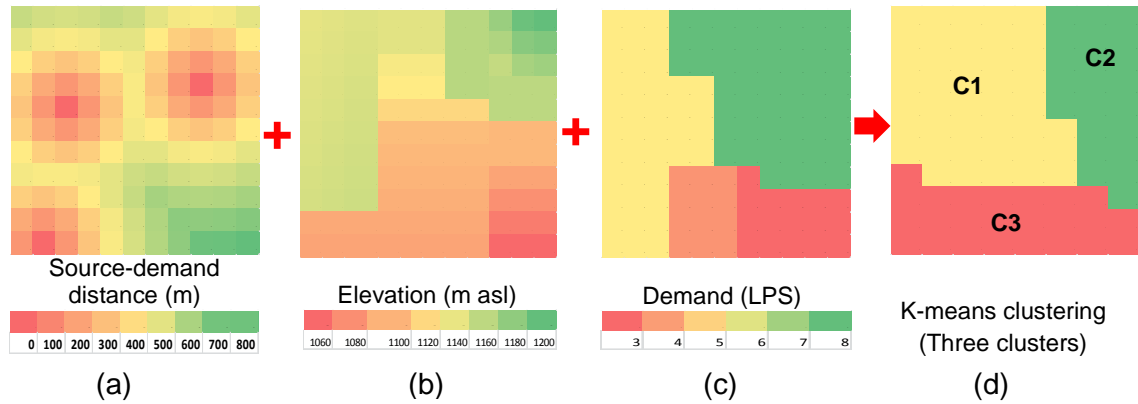 C1
C2
C3
Source-demand
distance (m)
0 100 200 300 400 500 600 700 800
(a)
Elevation (m asl)
1060 1080 1100 1120 1140 1160 1180 1200
(b)
Demand (LPS)
3 4 5 6 7 8
(c)
K-means clustering
(Three clusters)
(d)